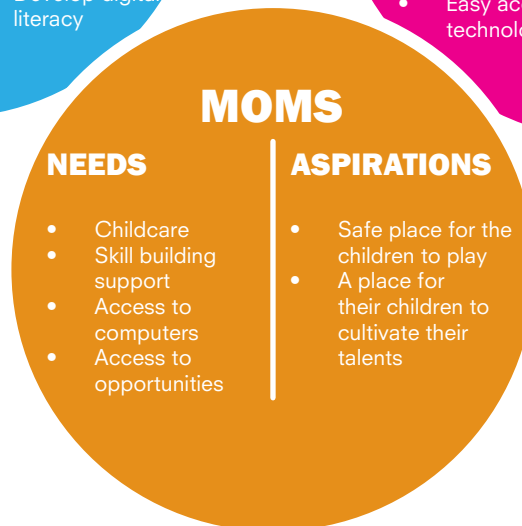 literacy
• Easy
MOMS
NEEDS
• Childcare
• Skill building
support
• Access to
computers
• Access to
opportunities
ASPIRATIONS
• Safe place for the
children to play
• A place for
their children to
cultivate their
talents